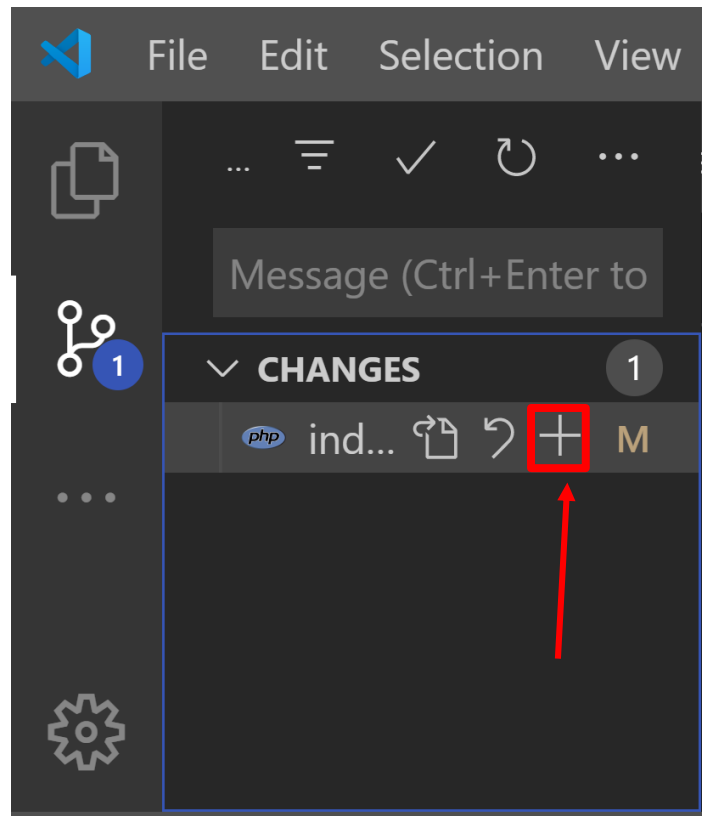 File Edit Selection View
...
Message (Ctrl+Enter to
1
CHANGES 1
php ind... M